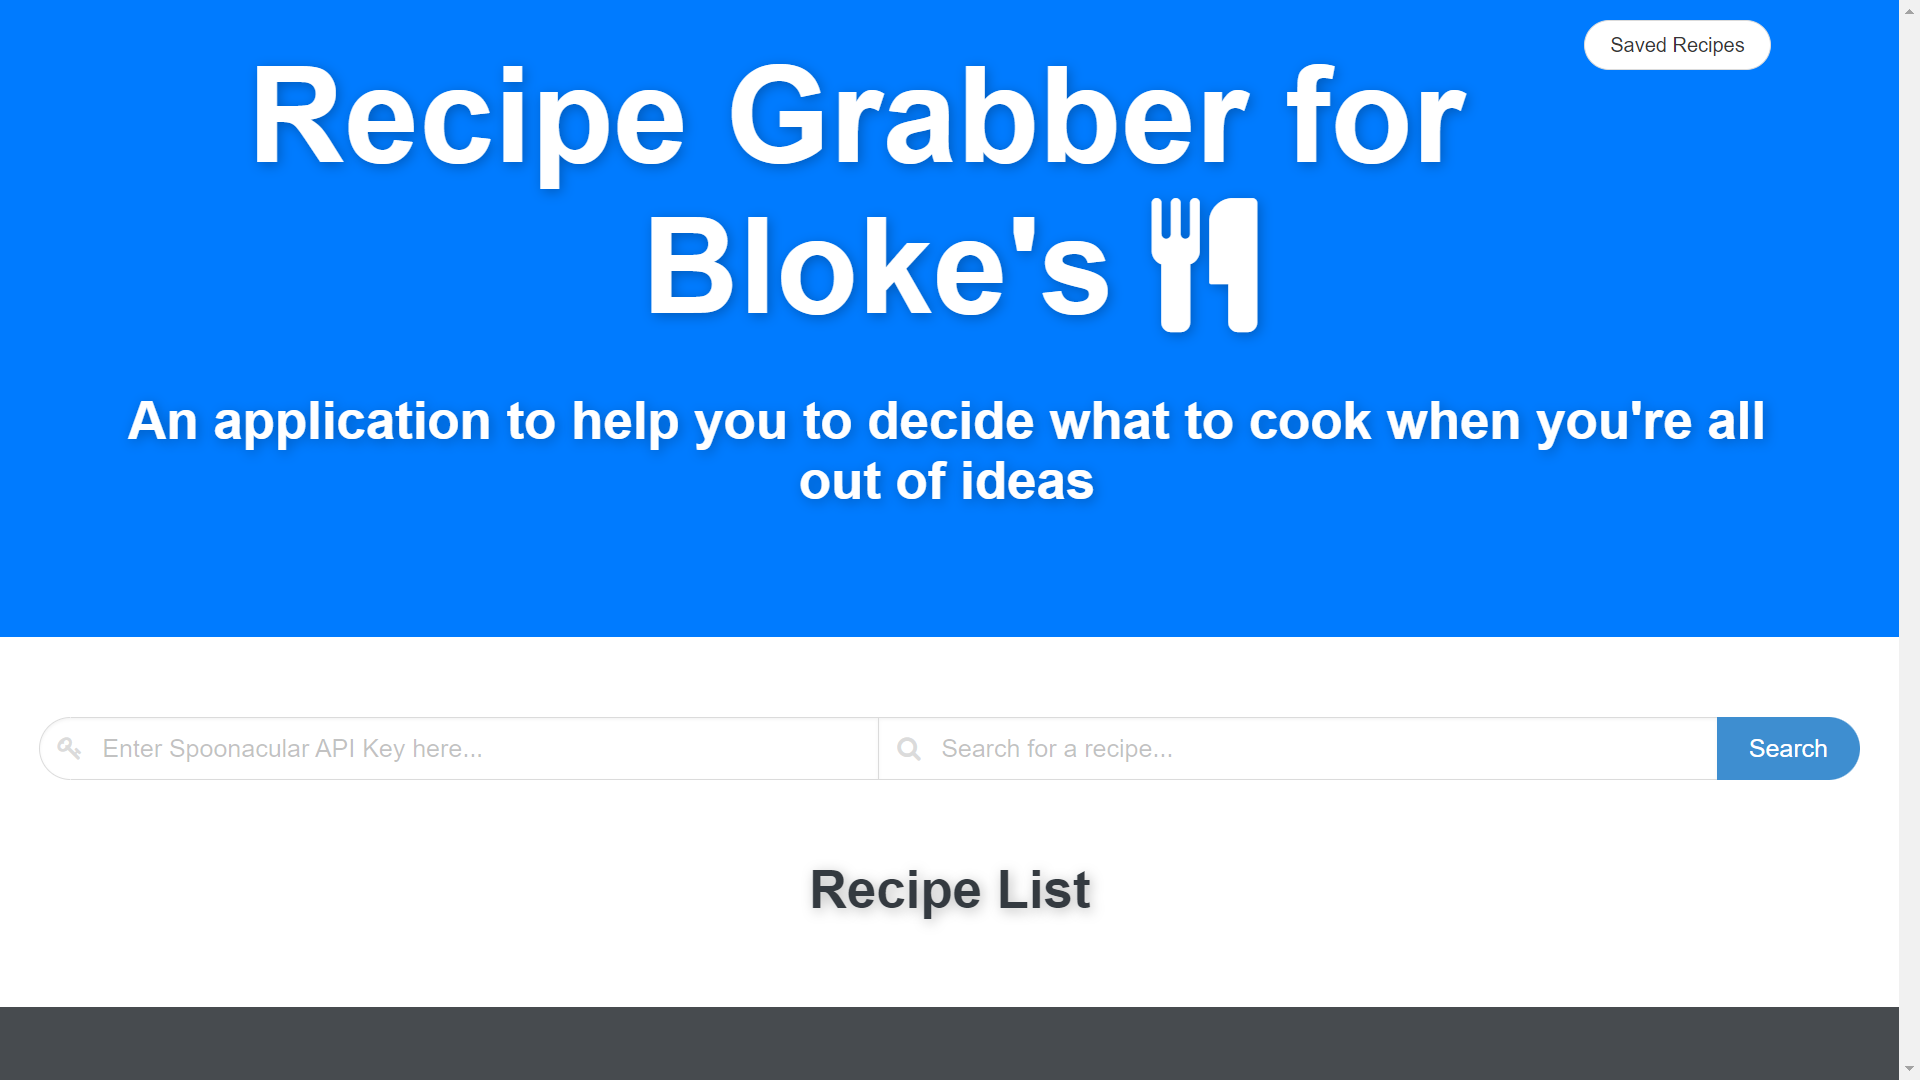 Saved Recipes
Recipe Grabber for
Bloke's
An application to help you to decide what to cook when you're all
out of ideas
Enter Spoonacular API Key here...
Search for a recipe...
Search
Recipe List